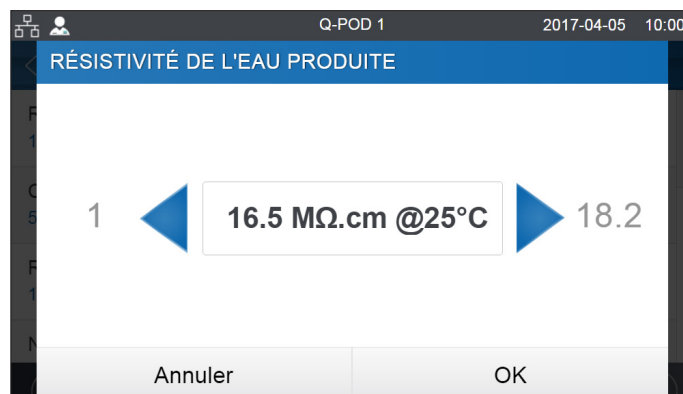 Q-POD 1 2017-04-05 10:00
RÉSISTIVITÉ DE L'EAU PRODUITE
1 16.5 MΩ.cm @25°C 18.2
Annuler OK